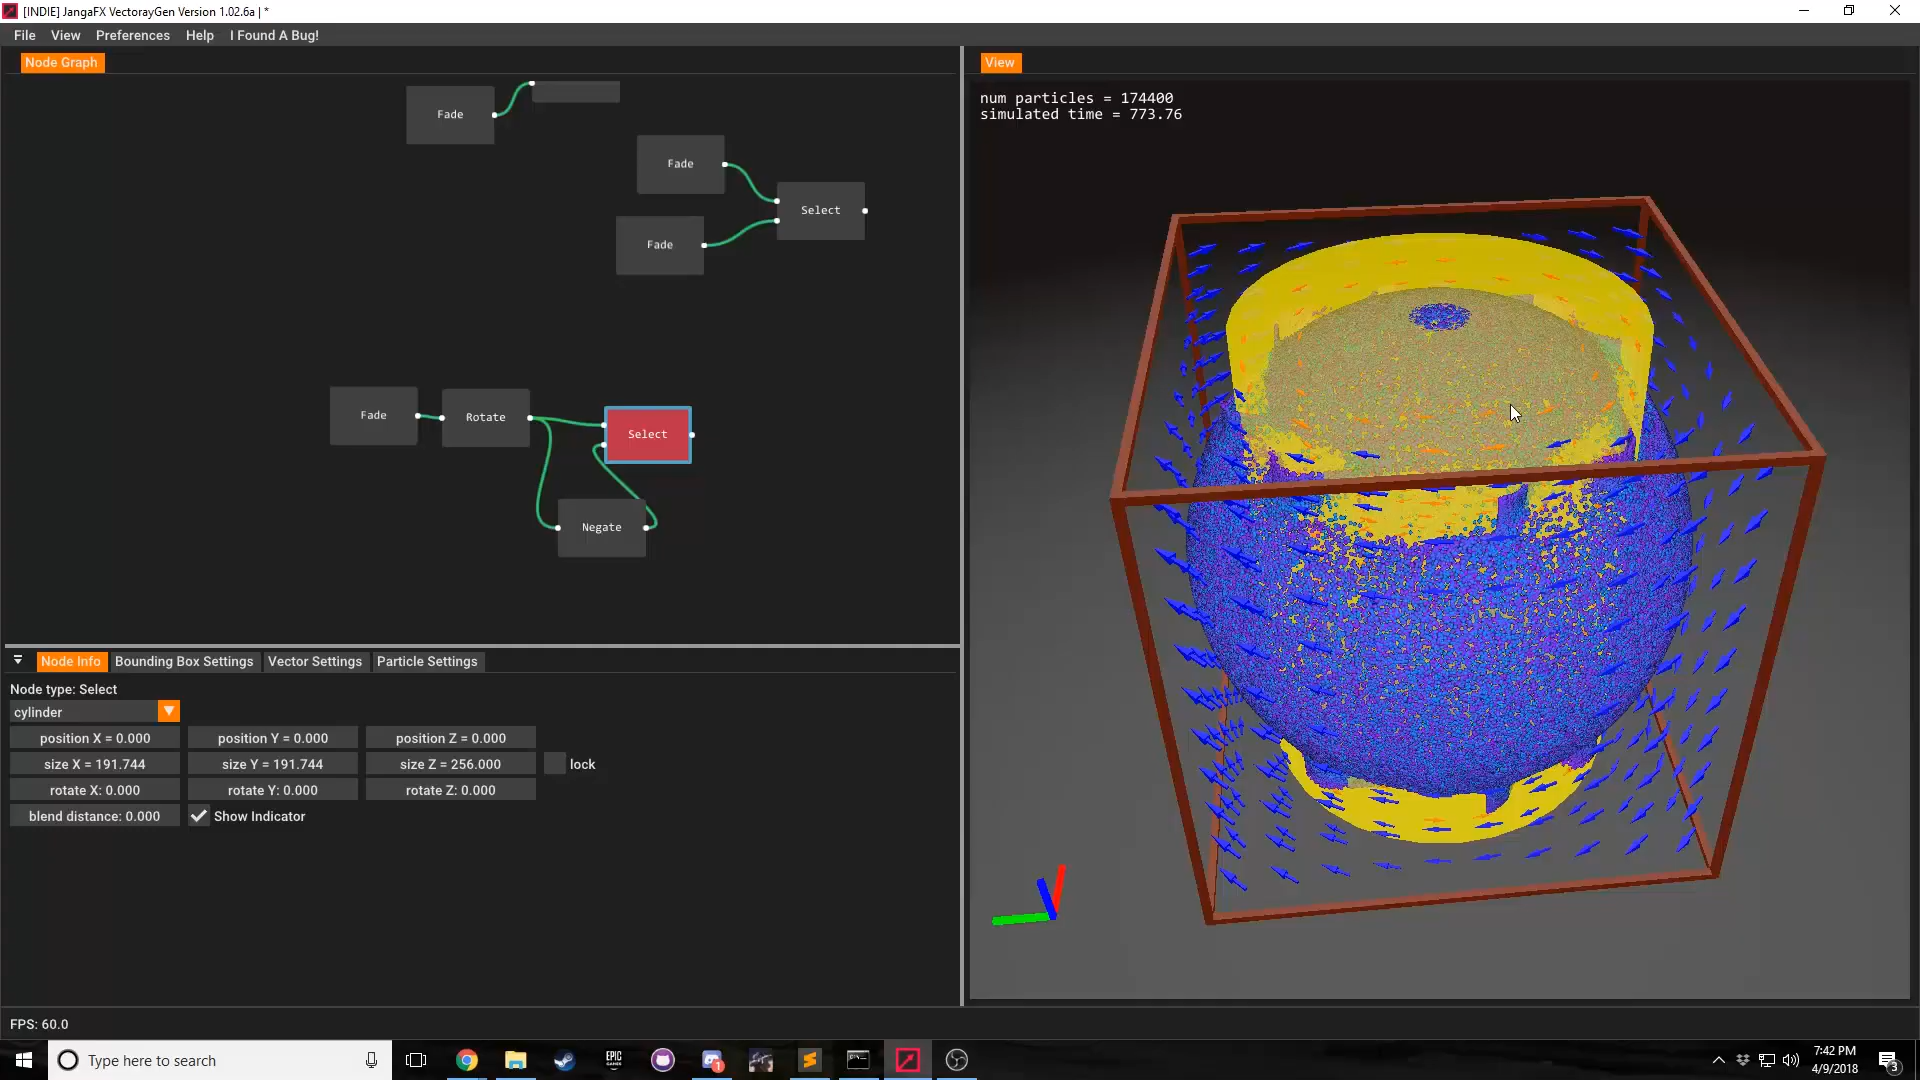 [INDIE] JangaFX VectorayGen Version 1.02.6a | *
File View Preferences Help I Found A Bug!
Node Graph
View
num particles = 174400
simulated time = 773.76
Fade
Fade
Select
Fade
Fade
Rotate
Select
Negate
Node Info Bounding Box Settings Vector Settings Particle Settings
Node type: Select
cylinder
position X = 0.000 position Y = 0.000 position Z = 0.000
size X = 191.744 size Y = 191.744 size Z = 256.000 lock
rotate X: 0.000 rotate Y: 0.000 rotate Z: 0.000
blend distance: 0.000 Show Indicator
FPS: 60.0
Type here to search
EPIC
GAMES
1
7:42 PM
4/9/2018
3